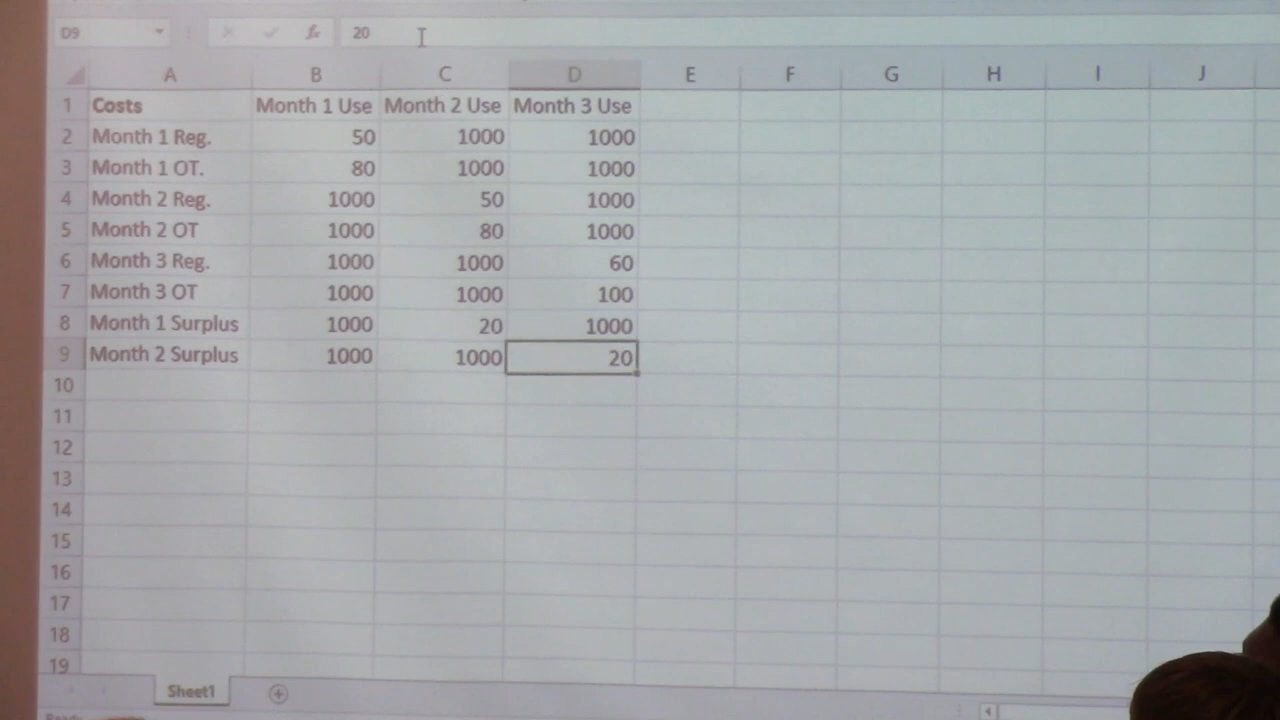 D9 fx 20
A B C D E F G H I J
1 Costs Month 1 Use Month 2 Use Month 3 Use
2 Month 1 Reg. 50 1000 1000
3 Month 1 OT. 80 1000 1000
4 Month 2 Reg. 1000 50 1000
5 Month 2 OT 1000 80 1000
6 Month 3 Reg. 1000 1000 60
7 Month 3 OT 1000 1000 100
8 Month 1 Surplus 1000 20 1000
9 Month 2 Surplus 1000 1000 20
10
11
12
13
14
15
16
17
18
19
Sheet1